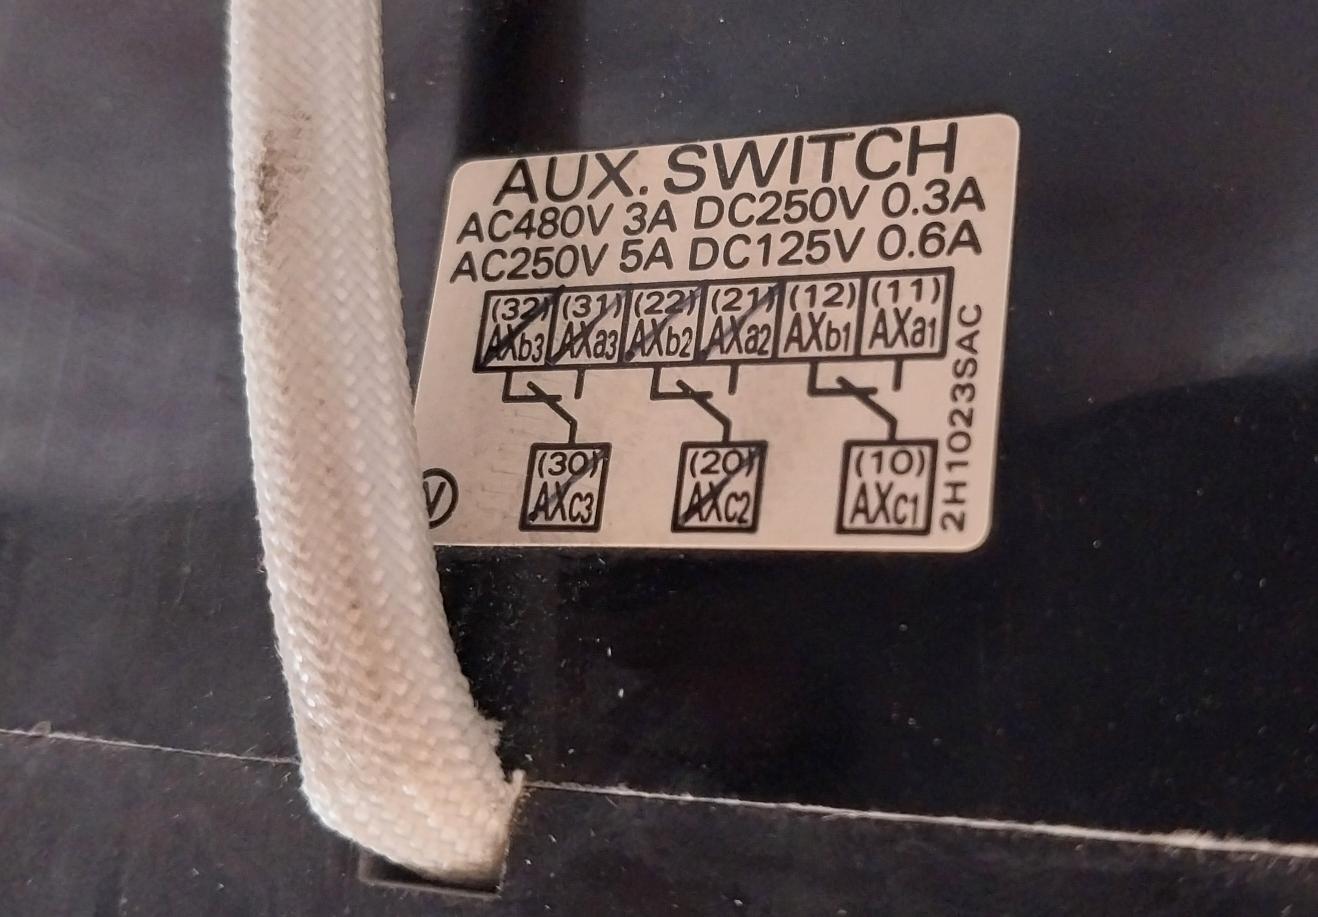 AUX. SWITCH
AC480V 3A DC250V 0.3A
AC250V 5A DC125V 0.6A
(32) (31) (22) (21) (12) (11)
AXb3 AXa3 AXb2 AXa2 AXb1 AXa1
(30) (20) (10)
AXc3 AXc2 AXc1
2H1023SAC